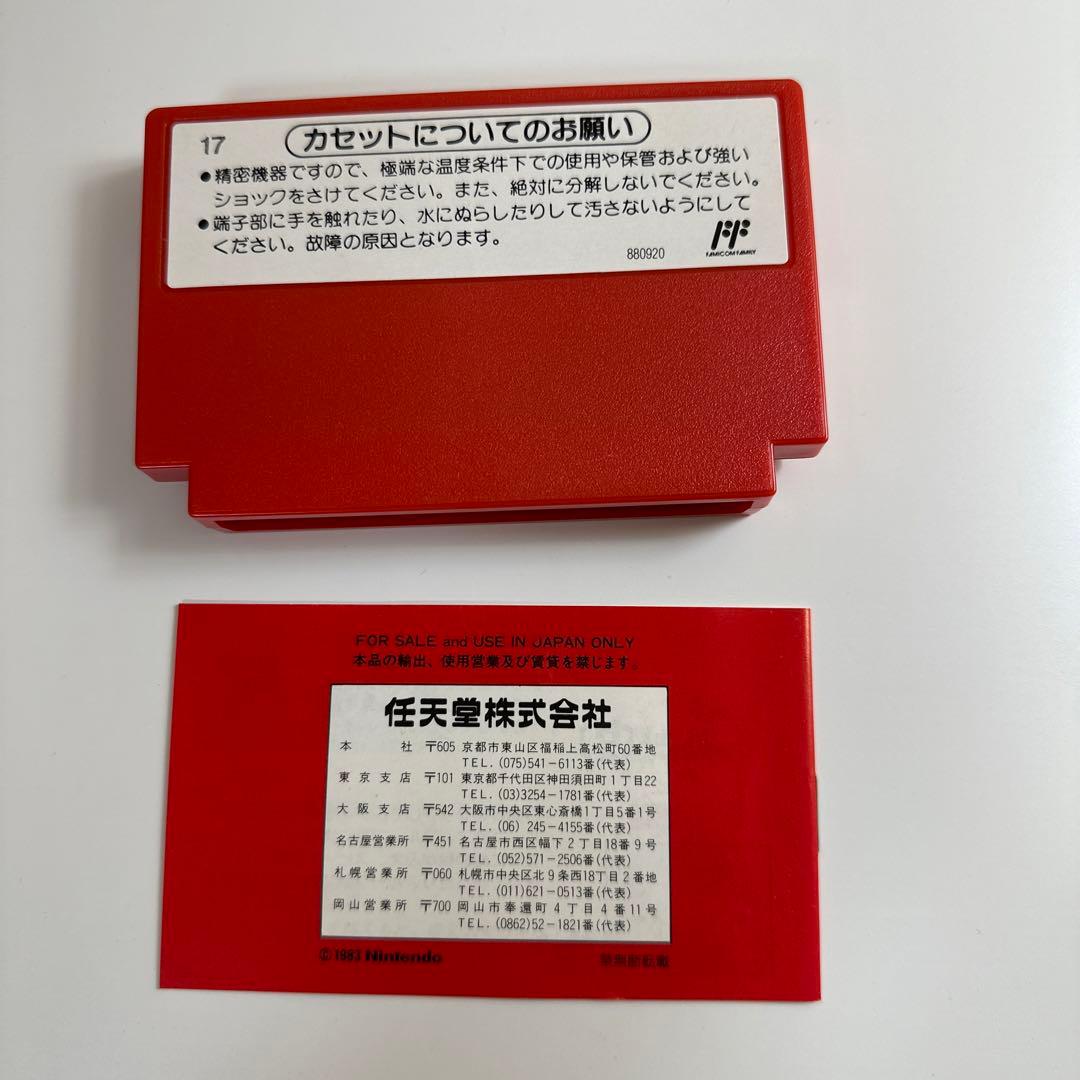 17
カセットについてのお願い
●精密機器ですので、極端な温度条件下での使用や保管および強い
ショックをさけてください。また、絶対に分解しないでください。
●端子部に手を触れたり、水にぬらしたりして汚さないようにして
ください。故障の原因となります。
880920
FF
FAMICOM FAMILY
FOR SALE and USE IN JAPAN ONLY
本品の輸出、使用営業及び賃貸を禁じます。
任天堂株式会社
本社 〒605 京都市東山区福稲上高松町60番地
TEL. (075)541-6113番(代表)
東京支店 〒101 東京都千代田区神田須田町1丁目22
TEL. (03)3254-1781番(代表)
大阪支店 〒542 大阪市中央区東心斎橋1丁目5番1号
TEL. (06) 245-4155番(代表)
名古屋営業所 〒451 名古屋市西区幅下2丁目18番9号
TEL. (052)571-2506番(代表)
札幌営業所 〒060 札幌市中央区北9条西18丁目2番地
TEL. (011)621-0513番(代表)
岡山営業所 〒700 岡山市奉還町4丁目4番11号
TEL. (0862)52-1821番(代表)
©1983 Nintendo
禁無断転載